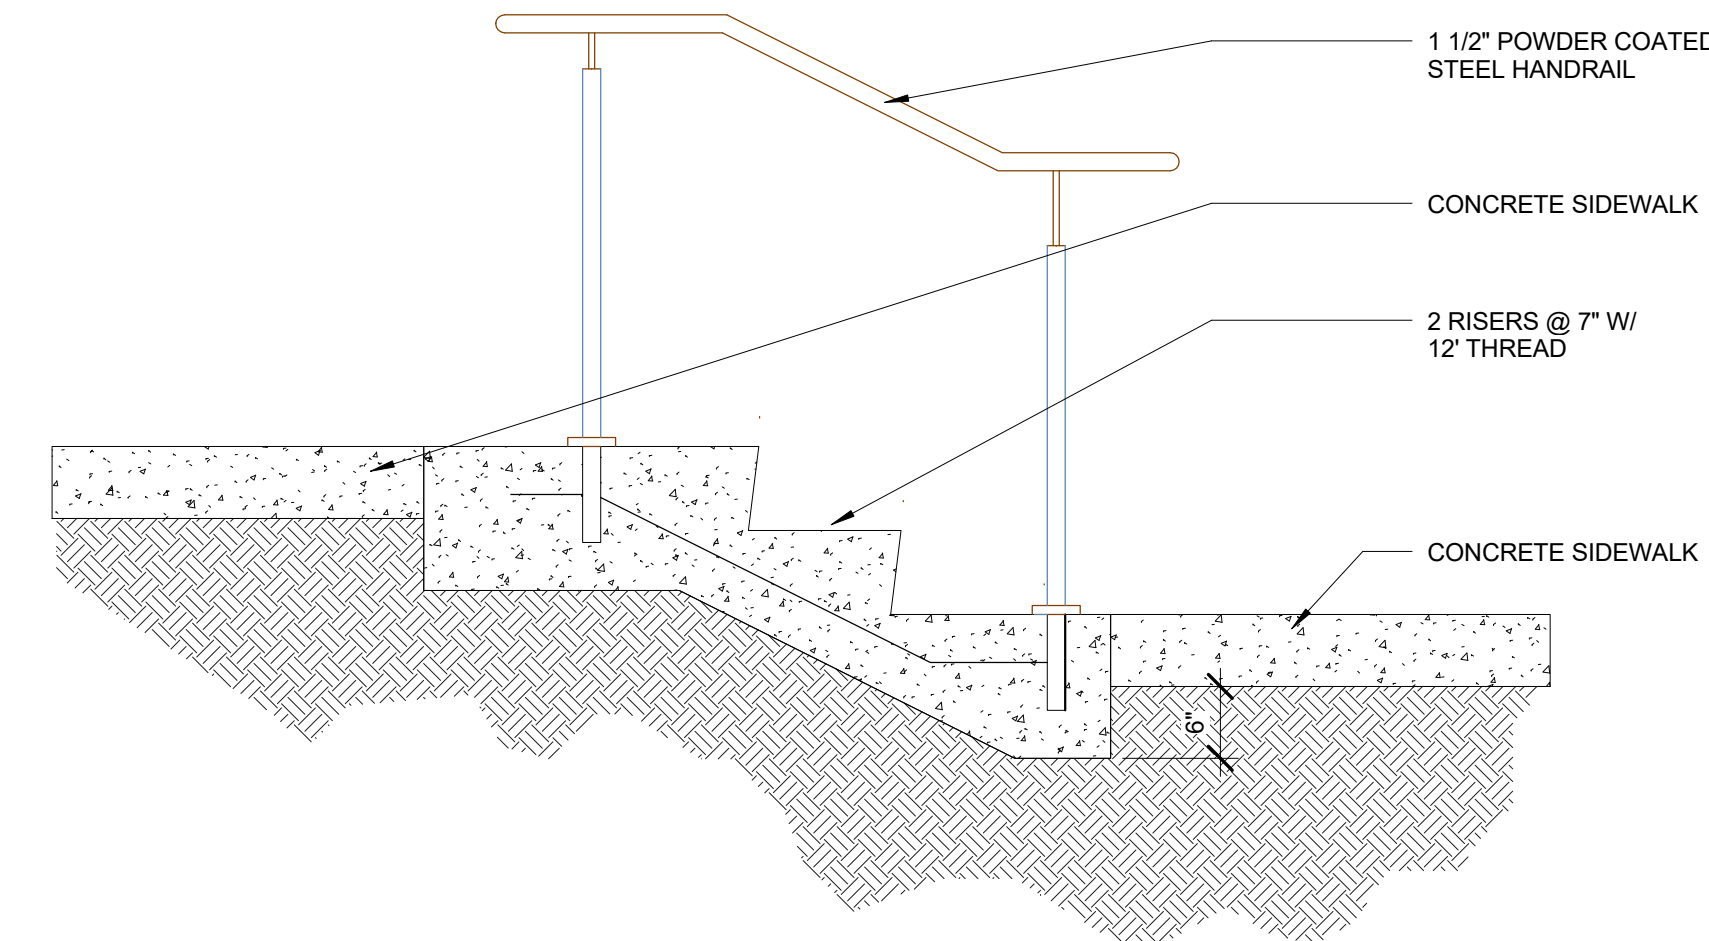 1 1/2" POWDER COATED
STEEL HANDRAIL
CONCRETE SIDEWALK
2 RISERS @ 7" W/
12' THREAD
CONCRETE SIDEWALK
6"